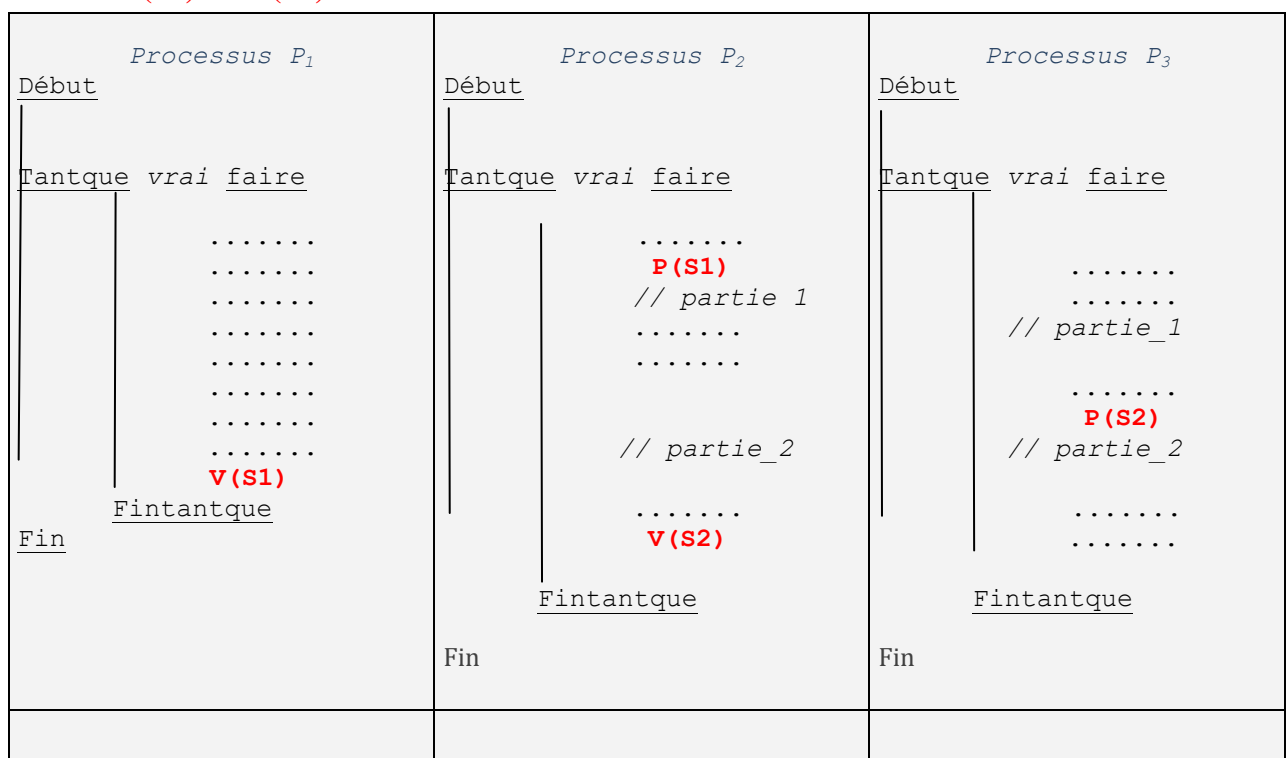 Processus P1
Début
Tantque vrai faire
.......
.......
.......
.......
.......
.......
.......
.......
V(S1)
Fintantque
Fin
Processus P2
Début
Tantque vrai faire
.......
P(S1)
// partie 1
.......
.......
// partie_2
.......
V(S2)
Fintantque
Fin
Processus P3
Début
Tantque vrai faire
.......
.......
// partie_1
.......
P(S2)
// partie_2
.......
.......
Fintantque
Fin